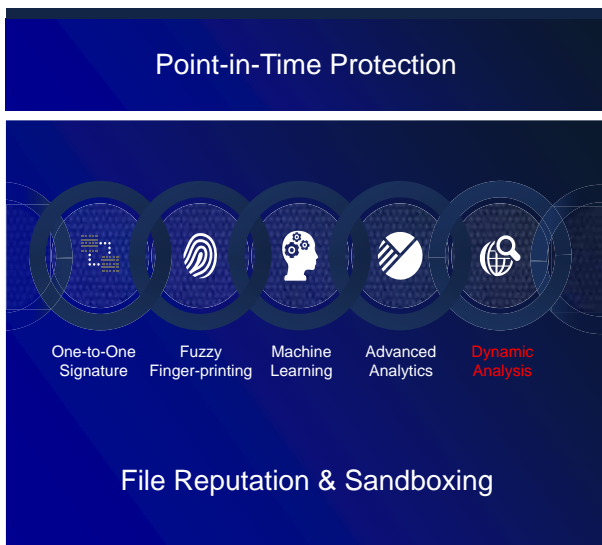 Point-in-Time Protection
One-to-One
Signature
Fuzzy
Finger-printing
Machine
Learning
Advanced
Analytics
Dynamic
Analysis
File Reputation & Sandboxing